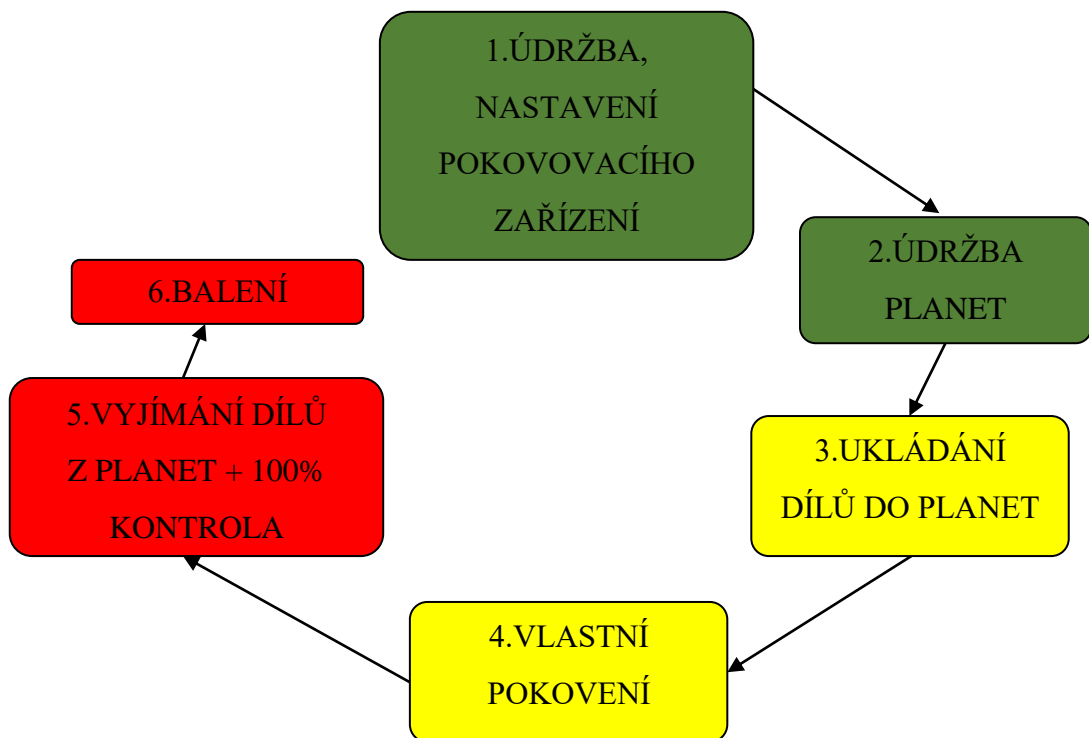 1.ÚDRŽBA,
NASTAVENÍ
POKOVOVACÍHO
ZAŘÍZENÍ
2.ÚDRŽBA
PLANET
3.UKLÁDÁNÍ
DÍLŮ DO PLANET
4.VLASTNÍ
POKOVENÍ
5.VYJÍMÁNÍ DÍLŮ
Z PLANET + 100%
KONTROLA
6.BALENÍ